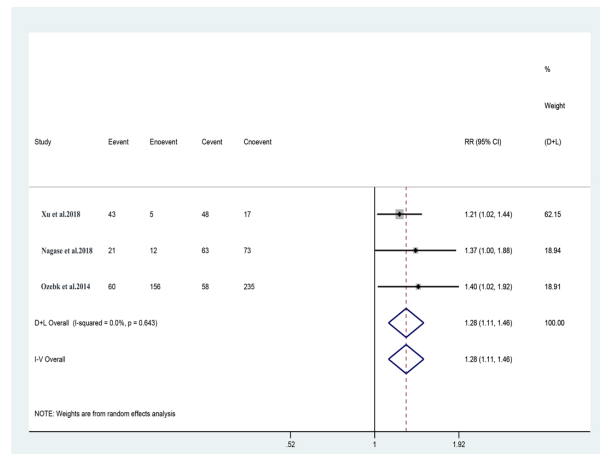 %
Weight
Study Eevent Enoevent Cevent Cnoevent RR (95% CI) (D+L)
Xu et al.2018 43 5 48 17 1.21 (1.02, 1.44) 62.15
Nagase et al.2018 21 12 63 73 1.37 (1.00, 1.88) 18.94
Ozebk et al.2014 60 156 58 235 1.40 (1.02, 1.92) 18.91
D+L Overall (I-squared = 0.0%, p = 0.643) 1.28 (1.11, 1.46) 100.00
I-V Overall 1.28 (1.11, 1.46)
NOTE: Weights are from random effects analysis
.52 1 1.92